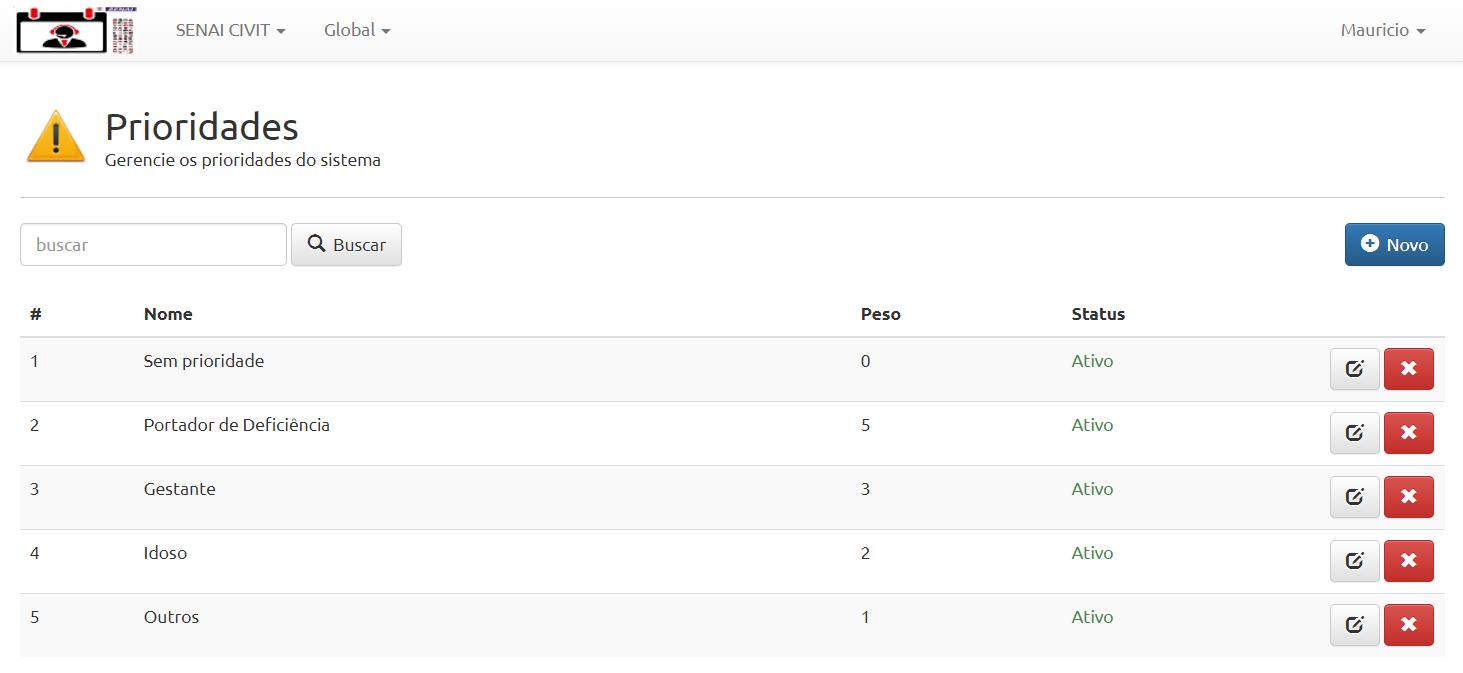 SENAI
SENAI CIVIT Global Mauricio
Prioridades
Gerencie os prioridades do sistema
buscar Buscar Novo
# Nome Peso Status
1 Sem prioridade 0 Ativo
2 Portador de Deficiência 5 Ativo
3 Gestante 3 Ativo
4 Idoso 2 Ativo
5 Outros 1 Ativo